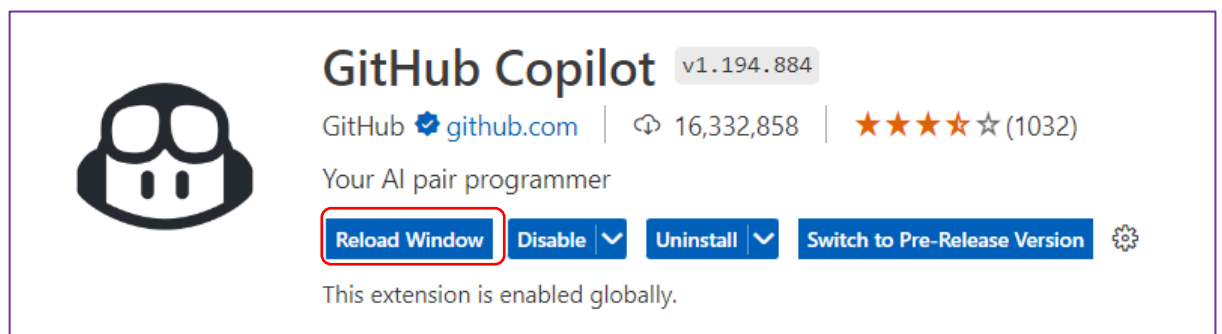 GitHub Copilot v1.194.884
GitHub github.com 16,332,858 (1032)
Your AI pair programmer
Reload Window Disable Uninstall Switch to Pre-Release Version
This extension is enabled globally.